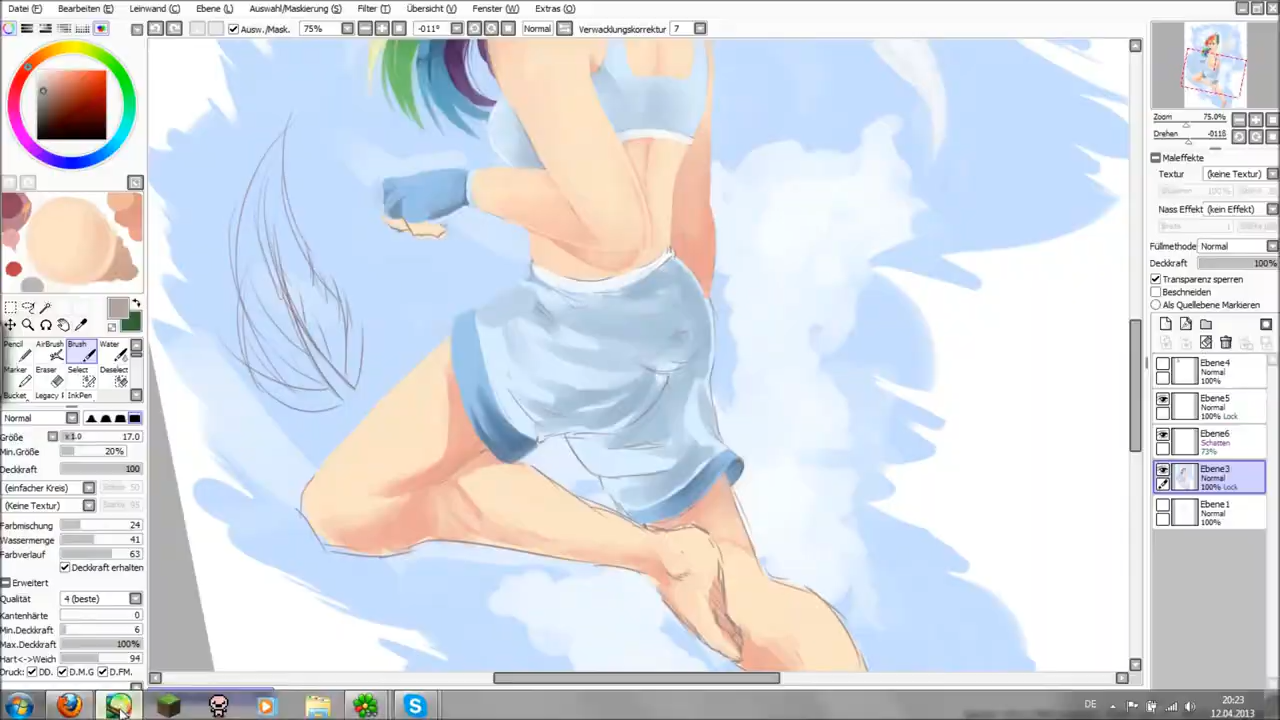 Datei (F) Bearbeiten (E) Leinwand (C) Ebene (L) Auswahl/Maskierung (S) Filter (T) Übersicht (V) Fenster (W) Extras (O)
Ausw./Mask. 75% -011° Normal Verwacklungskorrektur 7
Zoom 75.0%
Drehen -0118
Maleffekte
Textur (keine Textur)
Nass Effekt (kein Effekt)
Füllmethode Normal
Deckkraft 100%
Transparenz sperren
Beschneiden
Als Quellebene Markieren
Ebene4
Normal
100%
Ebene5
Normal
100% Lock
Ebene6
Schatten
73%
Ebene3
Normal
100% Lock
Ebene1
Normal
100%
Pencil AirBrush Brush Water
Marker Eraser Select Deselect
Bucket Legacy InkPen
Normal
Größe x1.0 17.0
Min.Größe 20%
Deckkraft 100
(einfacher Kreis)
(Keine Textur)
Farbmischung 24
Wassermenge 41
Farbverlauf 63
Deckkraft erhalten
Erweitert
Qualität 4 (beste)
Kantenhärte 0
Min.Deckkraft 6
Max.Deckkraft 100%
Hart<->Weich 94
Druck: DD. D.M.G D.FM.
DE
20:23
12.04.2013